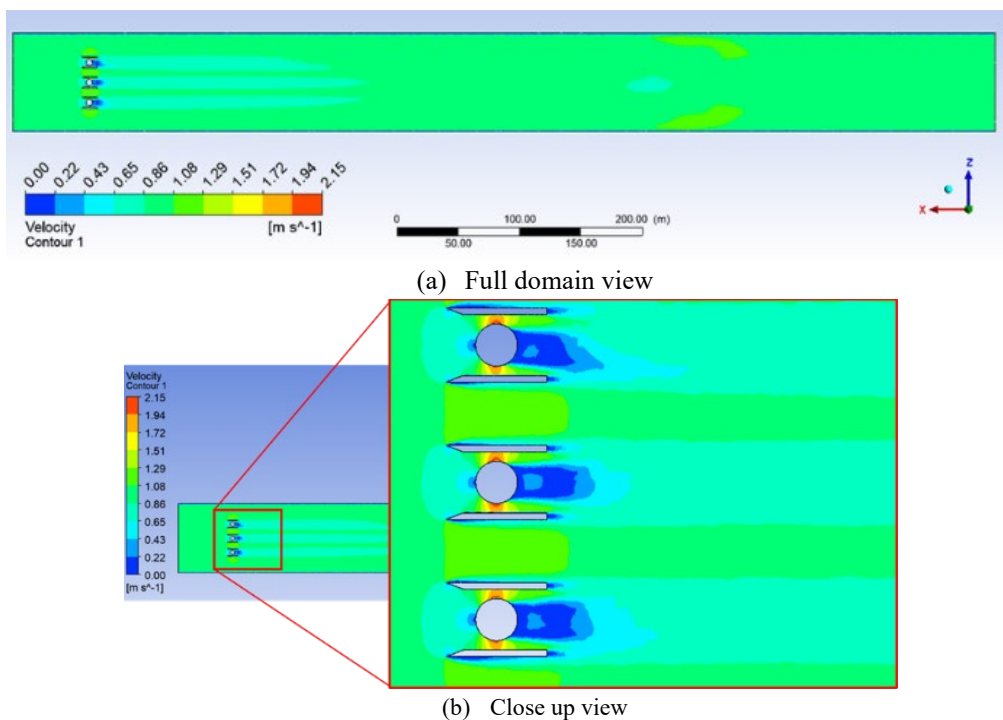 0.00 0.22 0.43 0.65 0.86 1.08 1.29 1.51 1.72 1.94 2.15
Velocity [m s^-1]
Contour 1
0 100.00 200.00 (m)
50.00 150.00
Z
X
(a) Full domain view
Velocity
Contour 1
2.15
1.94
1.72
1.51
1.29
1.08
0.86
0.65
0.43
0.22
0.00
[m s^-1]
(b) Close up view